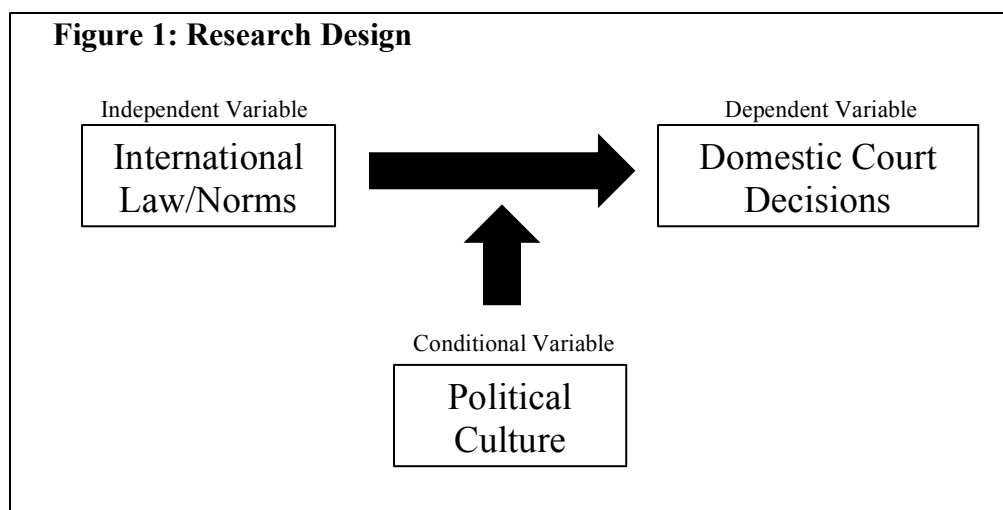 Figure 1: Research Design
Independent Variable
International
Law/Norms
Dependent Variable
Domestic Court
Decisions
Conditional Variable
Political
Culture